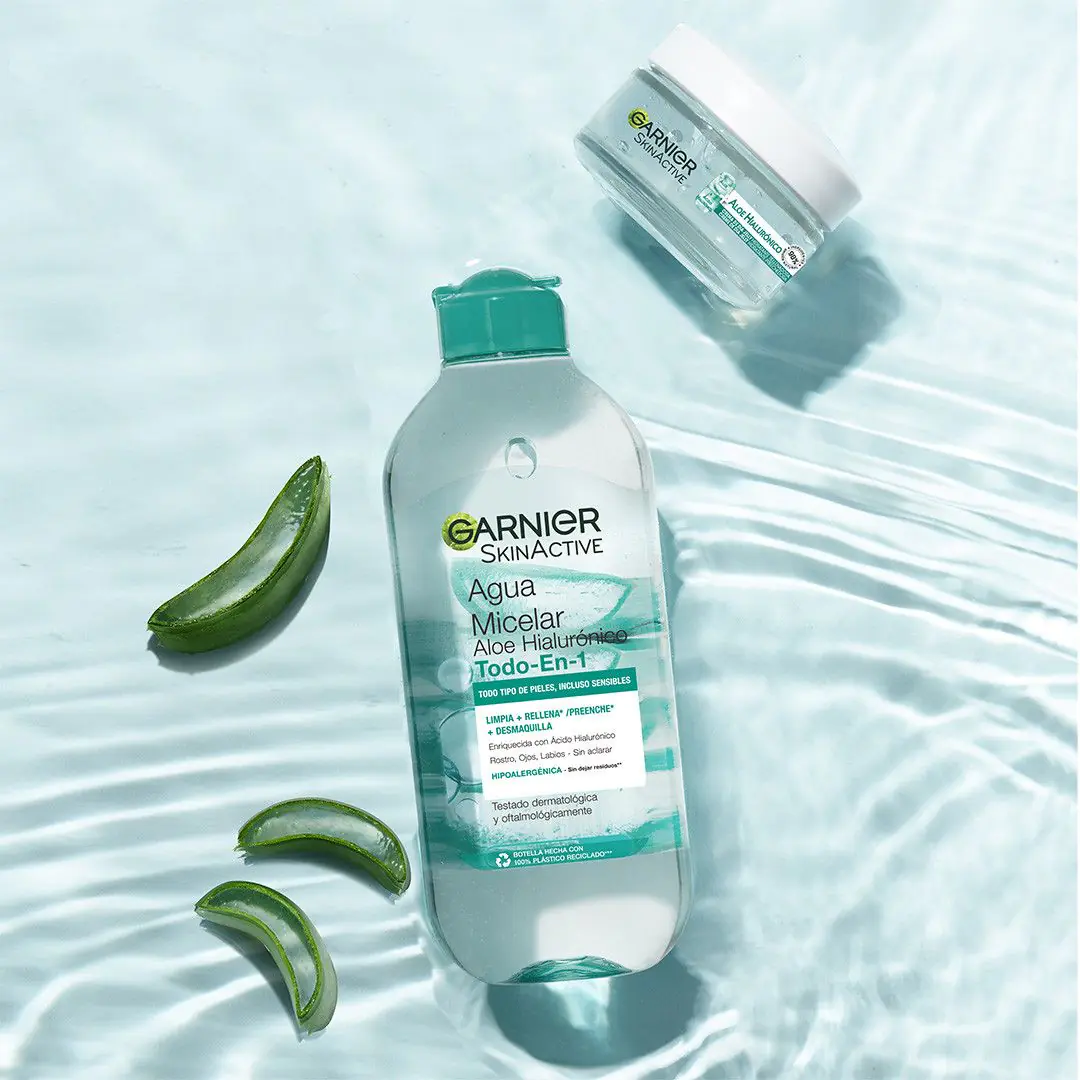 GARNIER
SKINACTIVE
ALOE HIALURÓNICO
98%
GARNIER
SKINACTIVE
Agua
Micelar
Aloe Hialurónico
Todo-En-1
TODO TIPO DE PIELES, INCLUSO SENSIBLES
LIMPIA + RELLENA* /PREENCHE*
+ DESMAQUILLA
Enriquecida con Ácido Hialurónico
Rostro, Ojos, Labios - Sin aclarar
HIPOALERGÉNICA - Sin dejar residuos**
Testado dermatológica
y oftalmológicamente
BOTELLA HECHA CON
100% PLÁSTICO RECICLADO***